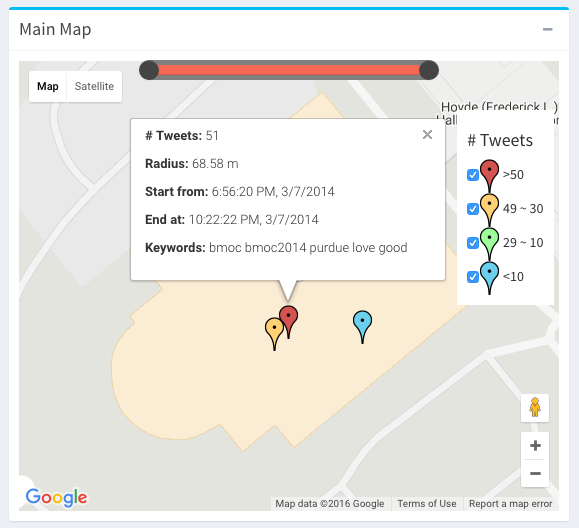 Main Map
Map Satellite
Hovde (Frederick L.)
Hall
# Tweets: 51
Radius: 68.58 m
Start from: 6:56:20 PM, 3/7/2014
End at: 10:22:22 PM, 3/7/2014
Keywords: bmoc bmoc2014 purdue love good
# Tweets
>50
49 ~ 30
29 ~ 10
<10
Google
Map data ©2016 Google Terms of Use Report a map error